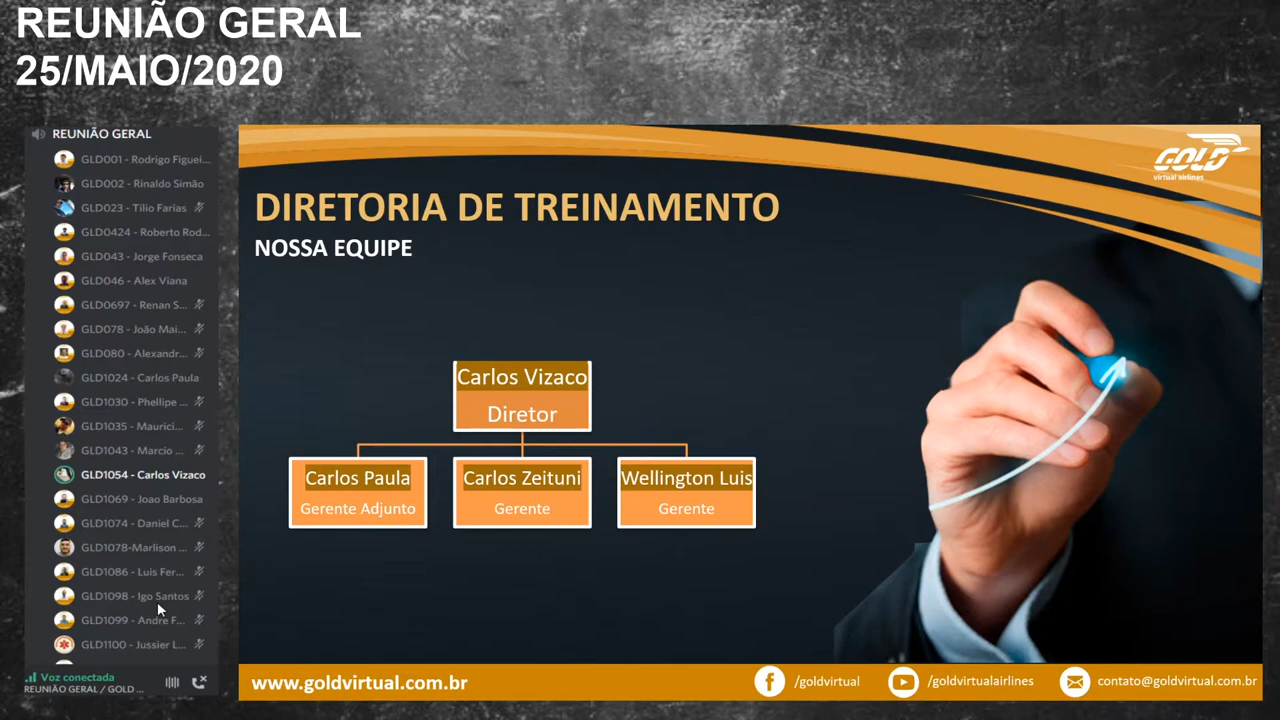 REUNIÃO GERAL
25/MAIO/2020
REUNIÃO GERAL
GLD001 - Rodrigo Figuei...
GLD002 - Rinaldo Simão
GLD023 - Tílio Farias
GLD0424 - Roberto Rod...
GLD043 - Jorge Fonseca
GLD046 - Alex Viana
GLD0697 - Renan S...
GLD078 - João Mai...
GLD080 - Alexandr...
GLD1024 - Carlos Paula
GLD1030 - Phellipe ...
GLD1035 - Maurici...
GLD1043 - Marcio ...
GLD1054 - Carlos Vizaco
GLD1069 - Joao Barbosa
GLD1074 - Daniel C...
GLD1078-Marlison ...
GLD1086 - Luis Fer...
GLD1098 - Igo Santos
GLD1099 - Andre F...
GLD1100 - Jussier L...
Voz conectada
REUNIÃO GERAL / GOLD ...
GOLD
virtual airlines
DIRETORIA DE TREINAMENTO
NOSSA EQUIPE
Carlos Vizaco
Diretor
Carlos Paula
Gerente Adjunto
Carlos Zeituni
Gerente
Wellington Luis
Gerente
www.goldvirtual.com.br
/goldvirtual
/goldvirtualairlines
contato@goldvirtual.com.br